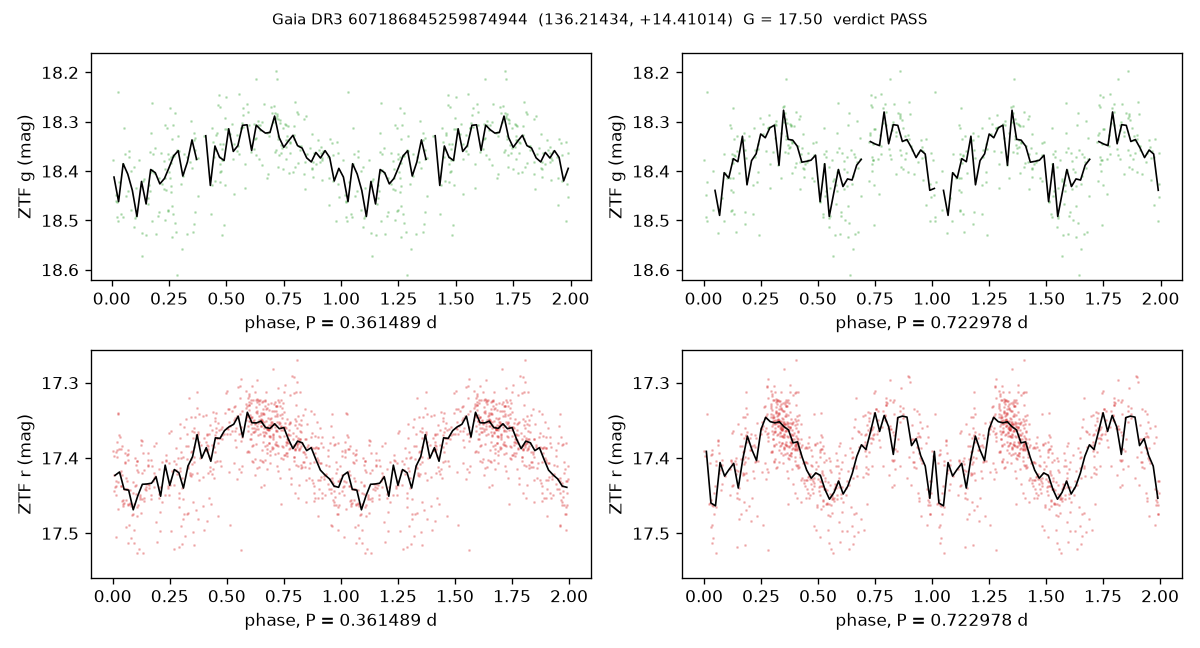 Gaia DR3 607186845259874944 (136.21434, +14.41014) G = 17.50 verdict PASS
ZTF g (mag)
18.2
18.3
18.4
18.5
18.6
0.00 0.25 0.50 0.75 1.00 1.25 1.50 1.75 2.00
phase, P = 0.361489 d
ZTF g (mag)
18.2
18.3
18.4
18.5
18.6
0.00 0.25 0.50 0.75 1.00 1.25 1.50 1.75 2.00
phase, P = 0.722978 d
ZTF r (mag)
17.3
17.4
17.5
0.00 0.25 0.50 0.75 1.00 1.25 1.50 1.75 2.00
phase, P = 0.361489 d
ZTF r (mag)
17.3
17.4
17.5
0.00 0.25 0.50 0.75 1.00 1.25 1.50 1.75 2.00
phase, P = 0.722978 d